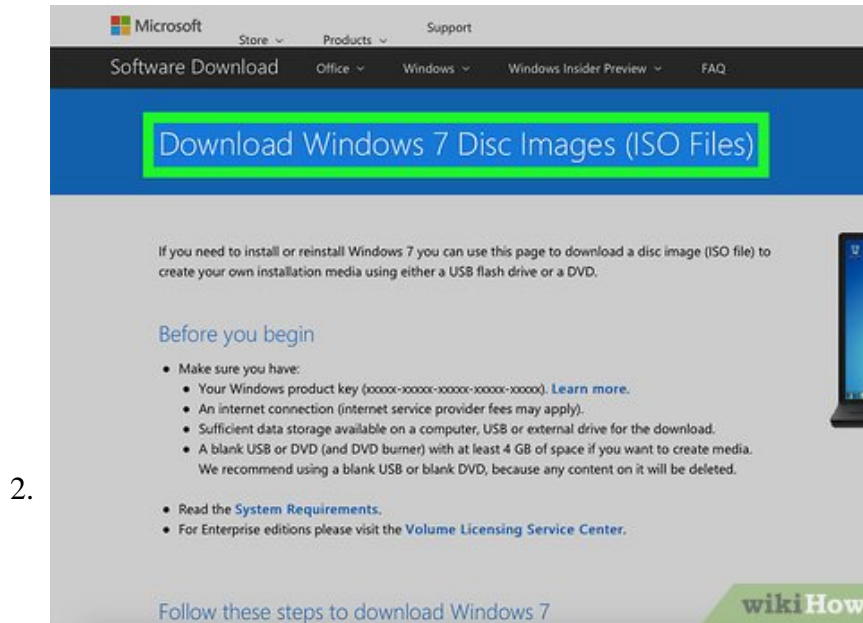 Microsoft
Store
Products
Support
Software Download
Office
Windows
Windows Insider Preview
FAQ
Download Windows 7 Disc Images (ISO Files)
If you need to install or reinstall Windows 7 you can use this page to download a disc image (ISO file) to
create your own installation media using either a USB flash drive or a DVD.
Before you begin
• Make sure you have:
• Your Windows product key (xxxxx-xxxxx-xxxxx-xxxxx-xxxxx). Learn more.
• An internet connection (internet service provider fees may apply).
• Sufficient data storage available on a computer, USB or external drive for the download.
• A blank USB or DVD (and DVD burner) with at least 4 GB of space if you want to create media.
We recommend using a blank USB or blank DVD, because any content on it will be deleted.
2.
• Read the System Requirements.
• For Enterprise editions please visit the Volume Licensing Service Center.
Follow these steps to download Windows 7
wikiHow